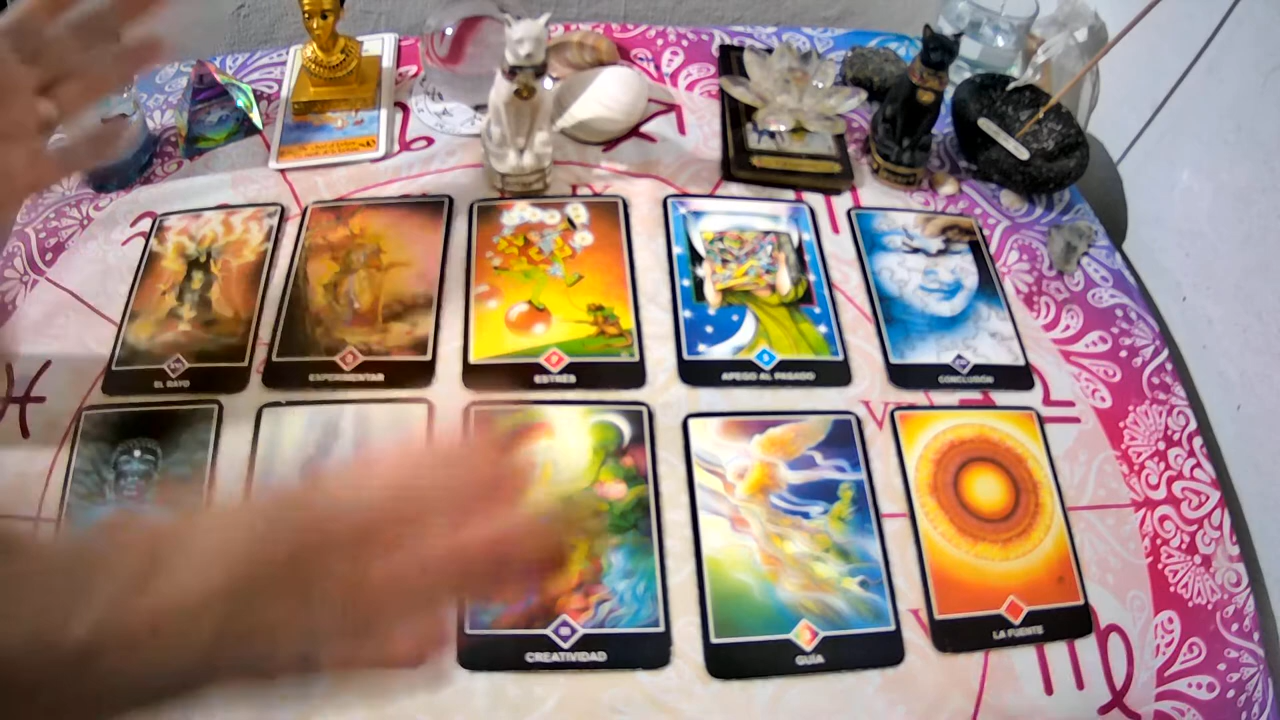 EL RAYO
EXPERIMENTAR
ESTRÉS
APEGO AL PASADO
CONCLUSIÓN
CREATIVIDAD
GUÍA
LA FUENTE